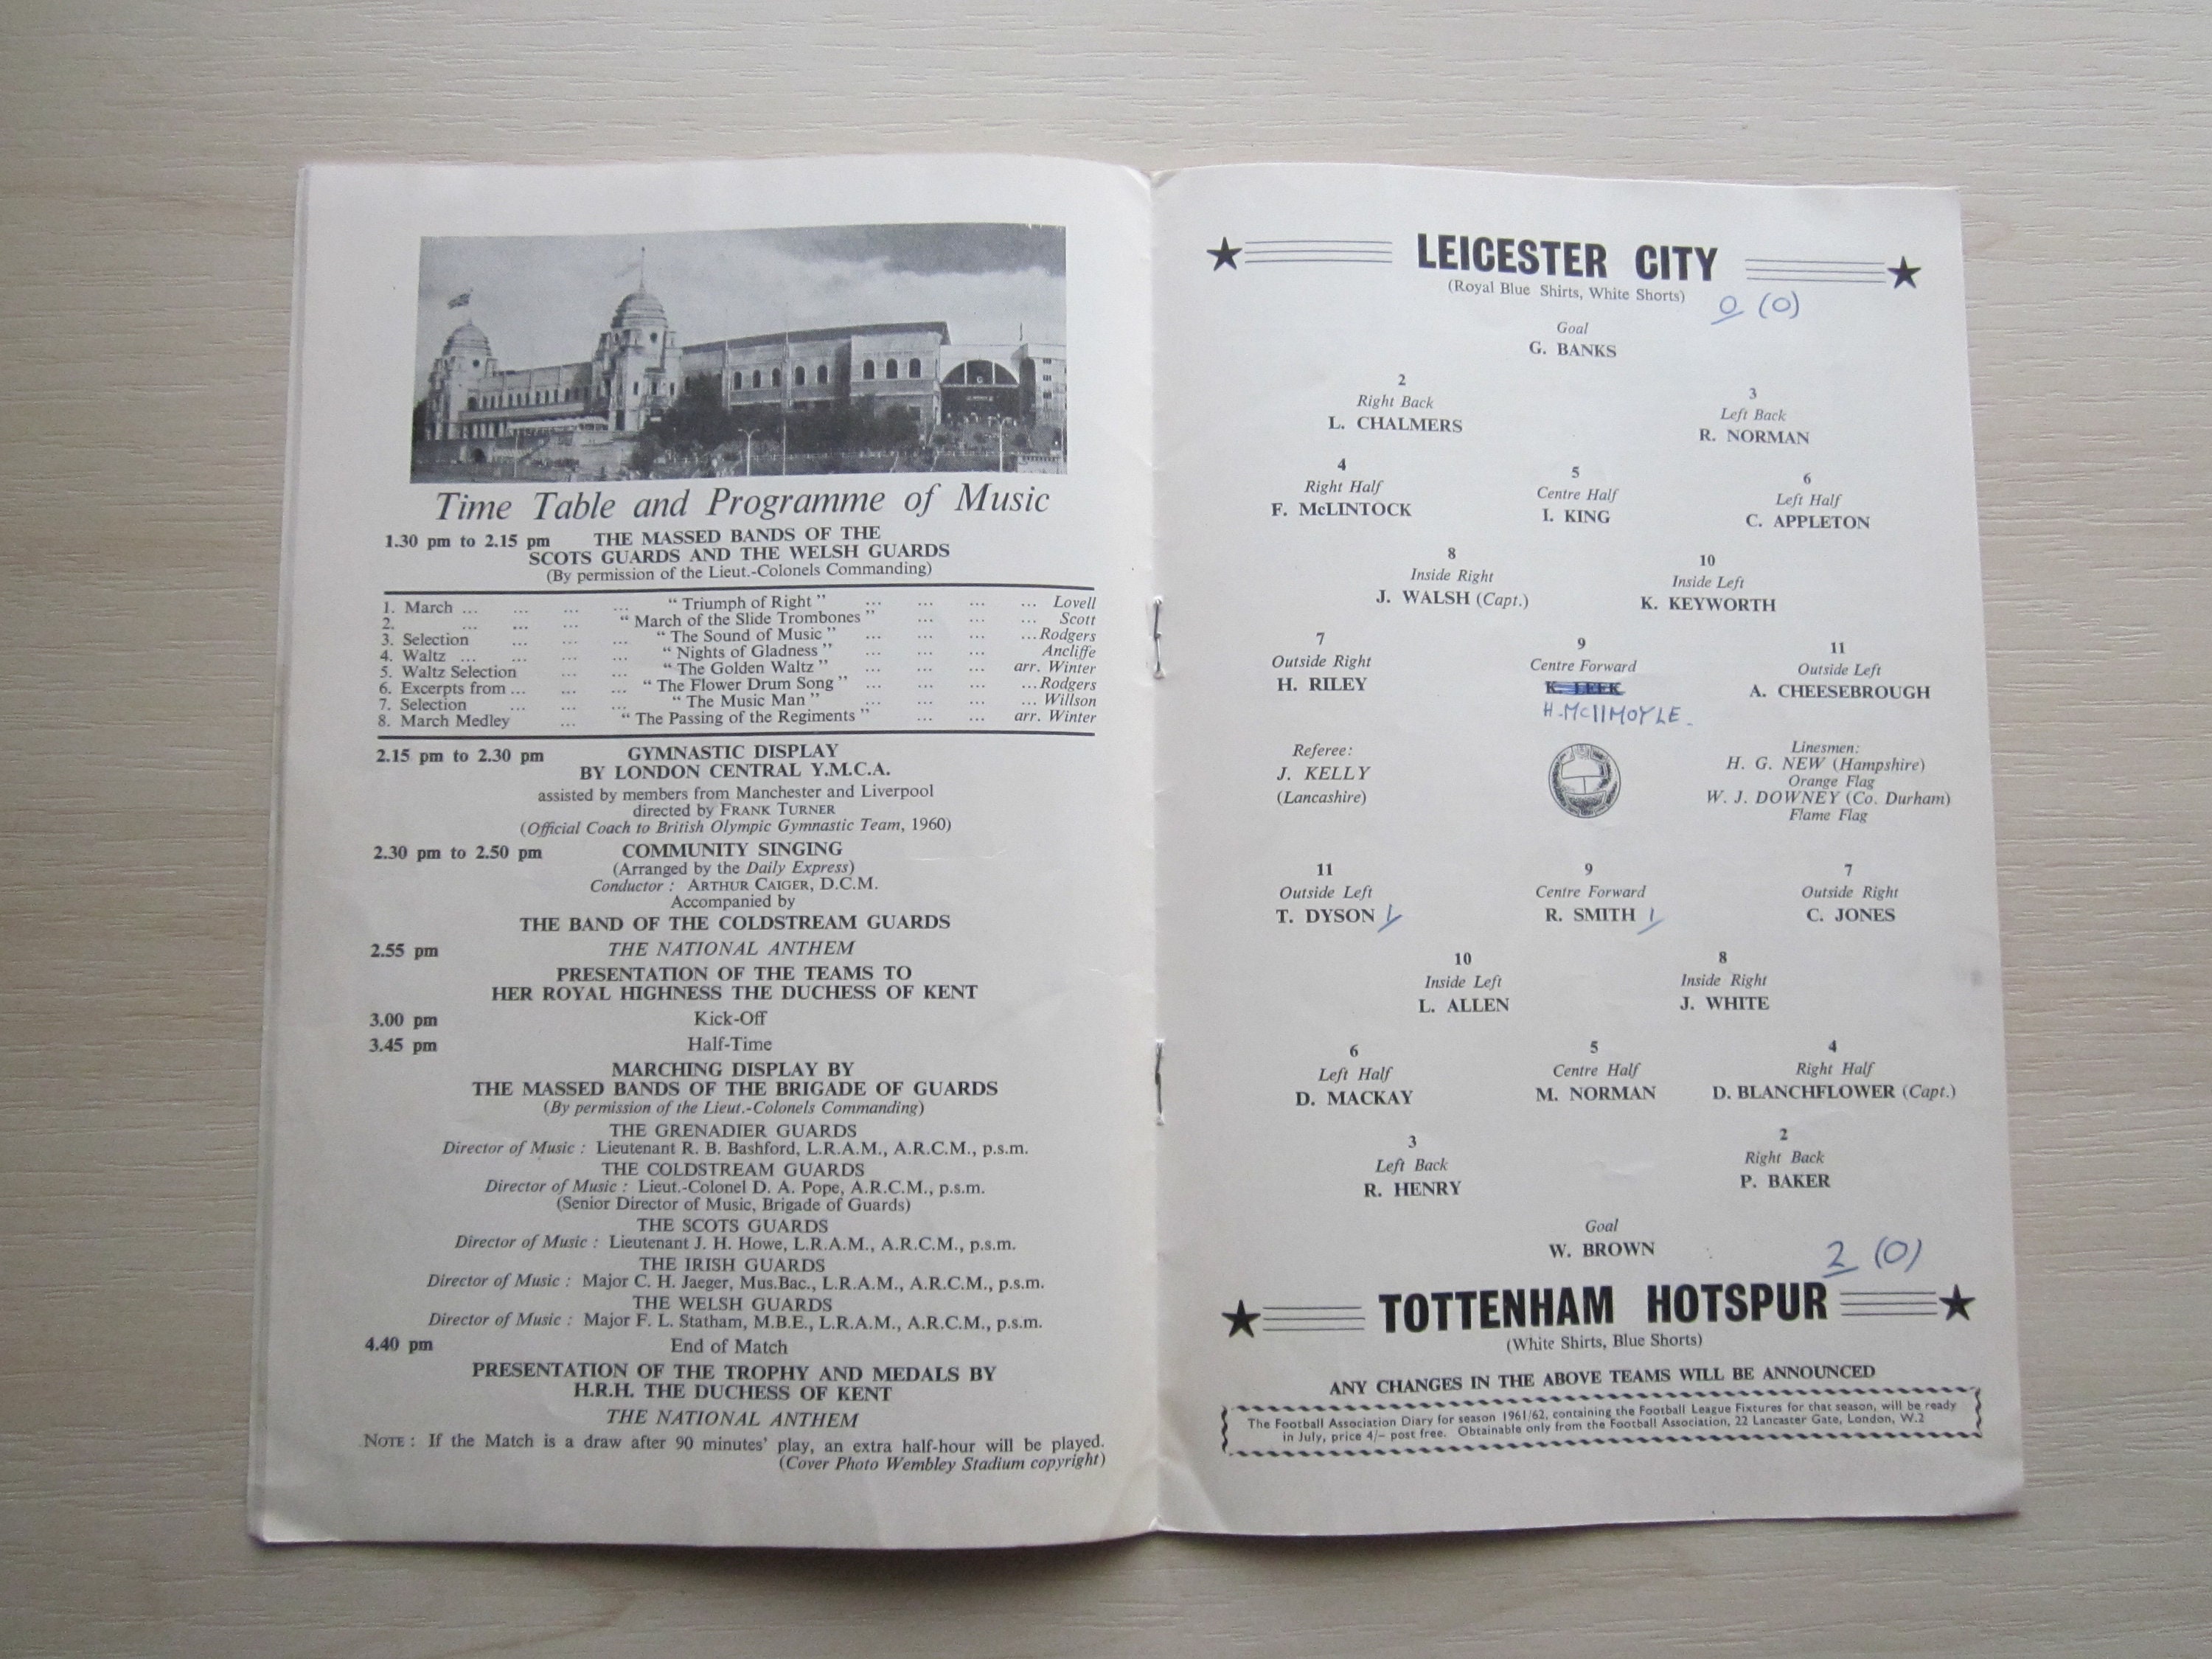 Time Table and Programme of Music
1.30 pm to 2.15 pm THE MASSED BANDS OF THE
SCOTS GUARDS AND THE WELSH GUARDS
(By permission of the Lieut.-Colonels Commanding)
1. March ... ... ... ... "Triumph of Right" ... ... ... ... Lovell
2. ... ... ... "March of the Slide Trombones" ... ... ... Scott
3. Selection ... ... ... "The Sound of Music" ... ... ... ...Rodgers
4. Waltz ... ... ... ... "Nights of Gladness" ... ... ... Ancliffe
5. Waltz Selection ... ... "The Golden Waltz" ... ... ... arr. Winter
6. Excerpts from ... ... ... "The Flower Drum Song" ... ... ... ...Rodgers
7. Selection ... ... ... "The Music Man" ... ... ... ... Willson
8. March Medley ... "The Passing of the Regiments" ... ... arr. Winter
2.15 pm to 2.30 pm GYMNASTIC DISPLAY
BY LONDON CENTRAL Y.M.C.A.
assisted by members from Manchester and Liverpool
directed by FRANK TURNER
(Official Coach to British Olympic Gymnastic Team, 1960)
2.30 pm to 2.50 pm COMMUNITY SINGING
(Arranged by the Daily Express)
Conductor : ARTHUR CAIGER, D.C.M.
Accompanied by
THE BAND OF THE COLDSTREAM GUARDS
2.55 pm THE NATIONAL ANTHEM
PRESENTATION OF THE TEAMS TO
HER ROYAL HIGHNESS THE DUCHESS OF KENT
3.00 pm Kick-Off
3.45 pm Half-Time
MARCHING DISPLAY BY
THE MASSED BANDS OF THE BRIGADE OF GUARDS
(By permission of the Lieut.-Colonels Commanding)
THE GRENADIER GUARDS
Director of Music : Lieutenant R. B. Bashford, L.R.A.M., A.R.C.M., p.s.m.
THE COLDSTREAM GUARDS
Director of Music : Lieut.-Colonel D. A. Pope, A.R.C.M., p.s.m.
(Senior Director of Music, Brigade of Guards)
THE SCOTS GUARDS
Director of Music : Lieutenant J. H. Howe, L.R.A.M., A.R.C.M., p.s.m.
THE IRISH GUARDS
Director of Music : Major C. H. Jaeger, Mus.Bac., L.R.A.M., A.R.C.M., p.s.m.
THE WELSH GUARDS
Director of Music : Major F. L. Statham, M.B.E., L.R.A.M., A.R.C.M., p.s.m.
4.40 pm End of Match
PRESENTATION OF THE TROPHY AND MEDALS BY
H.R.H. THE DUCHESS OF KENT
THE NATIONAL ANTHEM
NOTE : If the Match is a draw after 90 minutes' play, an extra half-hour will be played.
(Cover Photo Wembley Stadium copyright)
LEICESTER CITY
(Royal Blue Shirts, White Shorts) 0 (0)
Goal
G. BANKS
2 3
Right Back Left Back
L. CHALMERS R. NORMAN
4 5 6
Right Half Centre Half Left Half
F. McLINTOCK I. KING C. APPLETON
8 10
Inside Right Inside Left
J. WALSH (Capt.) K. KEYWORTH
7 9 11
Outside Right Centre Forward Outside Left
H. RILEY K. LEEK A. CHEESEBROUGH
H. McIIMOYLE
Referee: Linesmen:
J. KELLY H. G. NEW (Hampshire)
Orange Flag
(Lancashire) W. J. DOWNEY (Co. Durham)
Flame Flag
11 9 7
Outside Left Centre Forward Outside Right
T. DYSON 1 R. SMITH 1 C. JONES
10 8
Inside Left Inside Right
L. ALLEN J. WHITE
6 5 4
Left Half Centre Half Right Half
D. MACKAY M. NORMAN D. BLANCHFLOWER (Capt.)
3 2
Left Back Right Back
R. HENRY P. BAKER
Goal
W. BROWN 2 (0)
TOTTENHAM HOTSPUR
(White Shirts, Blue Shorts)
ANY CHANGES IN THE ABOVE TEAMS WILL BE ANNOUNCED
The Football Association Diary for season 1961/62, containing the Football League Fixtures for that season, will be ready
in July, price 4/- post free. Obtainable only from the Football Association, 22 Lancaster Gate, London, W.2